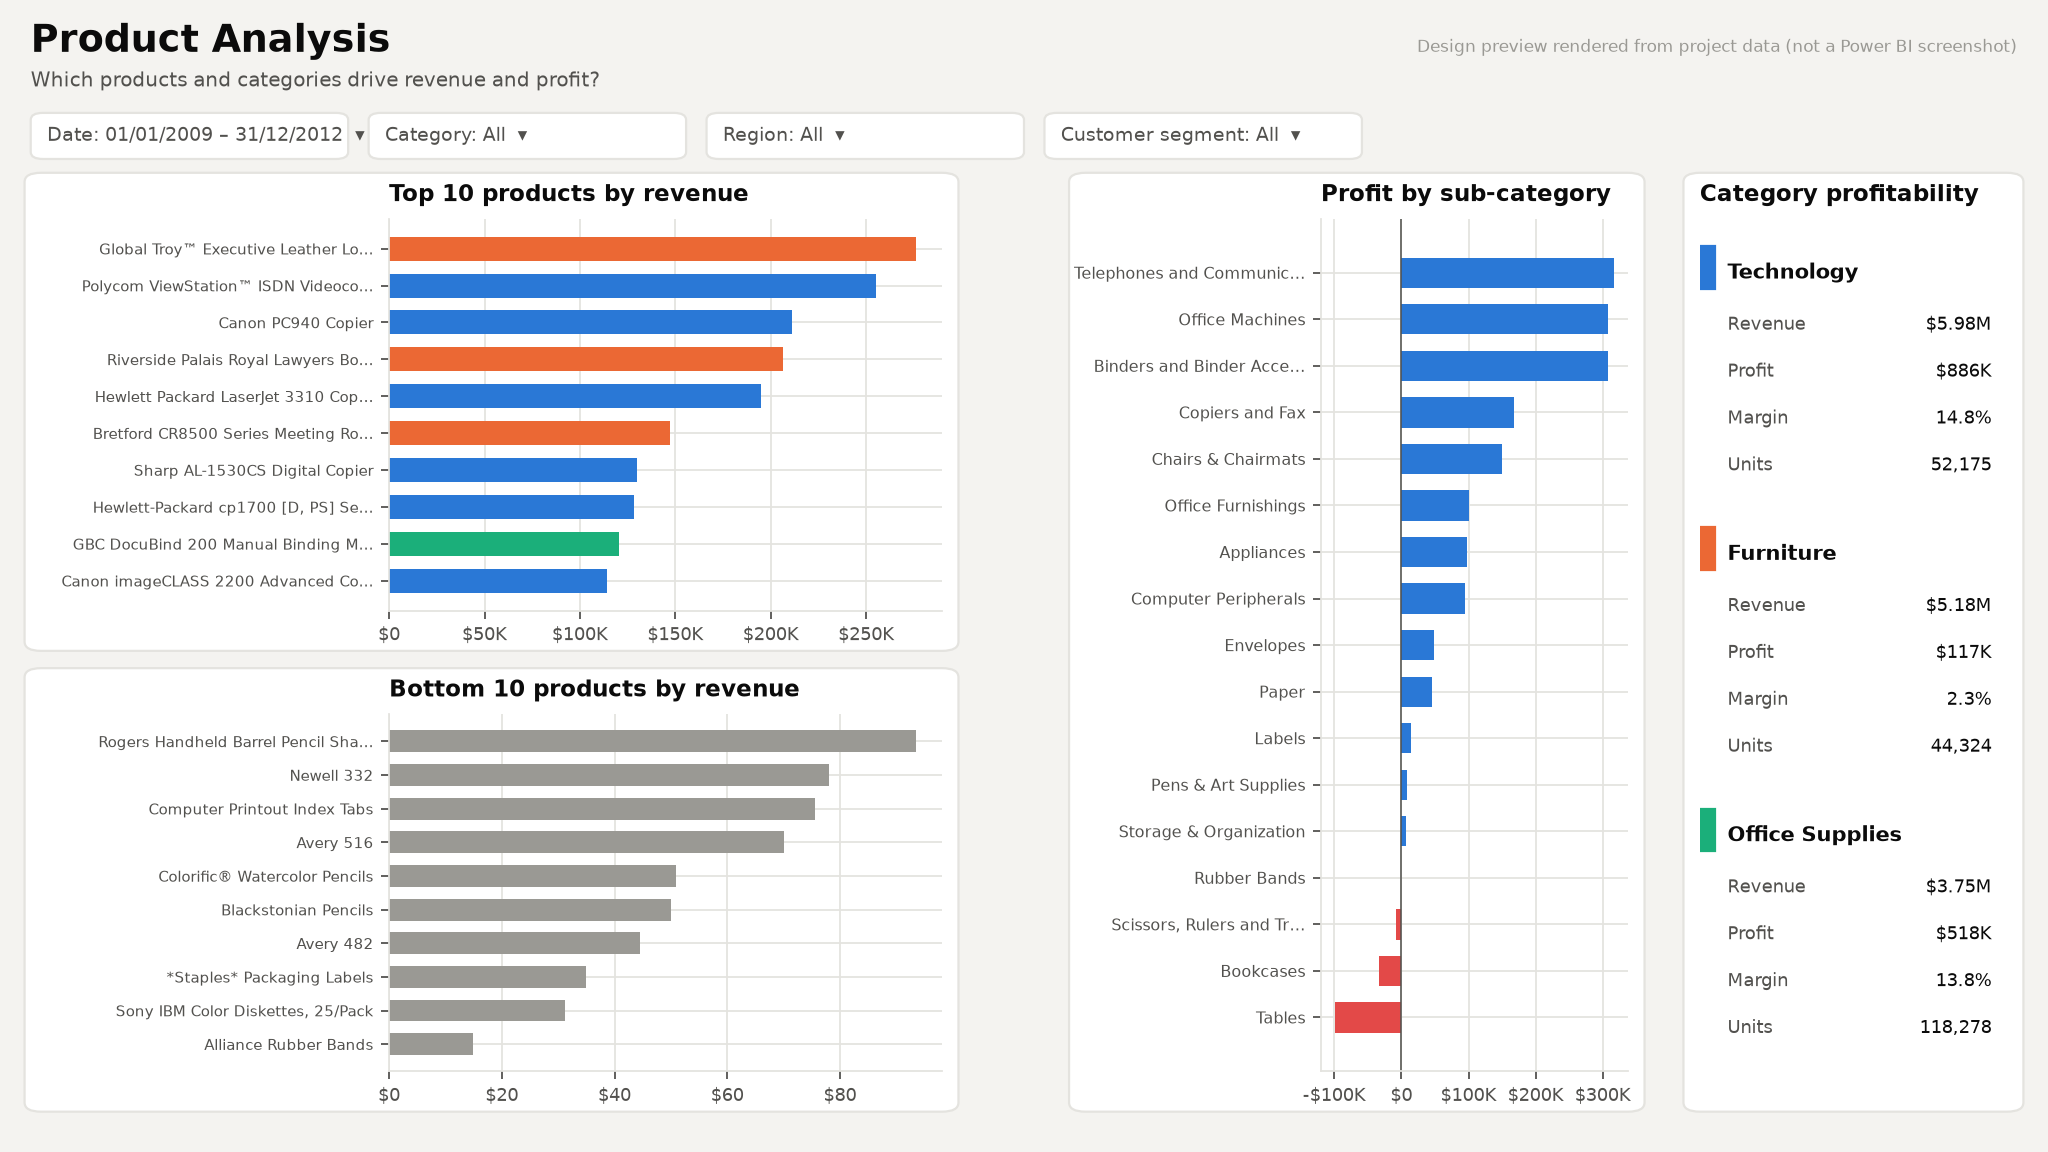 Product Analysis
Design preview rendered from project data (not a Power BI screenshot)
Which products and categories drive revenue and profit?
Date: 01/01/2009 – 31/12/2012 ▾
Category: All ▾
Region: All ▾
Customer segment: All ▾
Top 10 products by revenue
Global Troy™ Executive Leather Lo…
Polycom ViewStation™ ISDN Videoco…
Canon PC940 Copier
Riverside Palais Royal Lawyers Bo…
Hewlett Packard LaserJet 3310 Cop…
Bretford CR8500 Series Meeting Ro…
Sharp AL-1530CS Digital Copier
Hewlett-Packard cp1700 [D, PS] Se…
GBC DocuBind 200 Manual Binding M…
Canon imageCLASS 2200 Advanced Co…
$0 $50K $100K $150K $200K $250K
Bottom 10 products by revenue
Rogers Handheld Barrel Pencil Sha…
Newell 332
Computer Printout Index Tabs
Avery 516
Colorific® Watercolor Pencils
Blackstonian Pencils
Avery 482
*Staples* Packaging Labels
Sony IBM Color Diskettes, 25/Pack
Alliance Rubber Bands
$0 $20 $40 $60 $80
Profit by sub-category
Telephones and Communic…
Office Machines
Binders and Binder Acce…
Copiers and Fax
Chairs & Chairmats
Office Furnishings
Appliances
Computer Peripherals
Envelopes
Paper
Labels
Pens & Art Supplies
Storage & Organization
Rubber Bands
Scissors, Rulers and Tr…
Bookcases
Tables
-$100K $0 $100K $200K $300K
Category profitability
Technology
Revenue $5.98M
Profit $886K
Margin 14.8%
Units 52,175
Furniture
Revenue $5.18M
Profit $117K
Margin 2.3%
Units 44,324
Office Supplies
Revenue $3.75M
Profit $518K
Margin 13.8%
Units 118,278